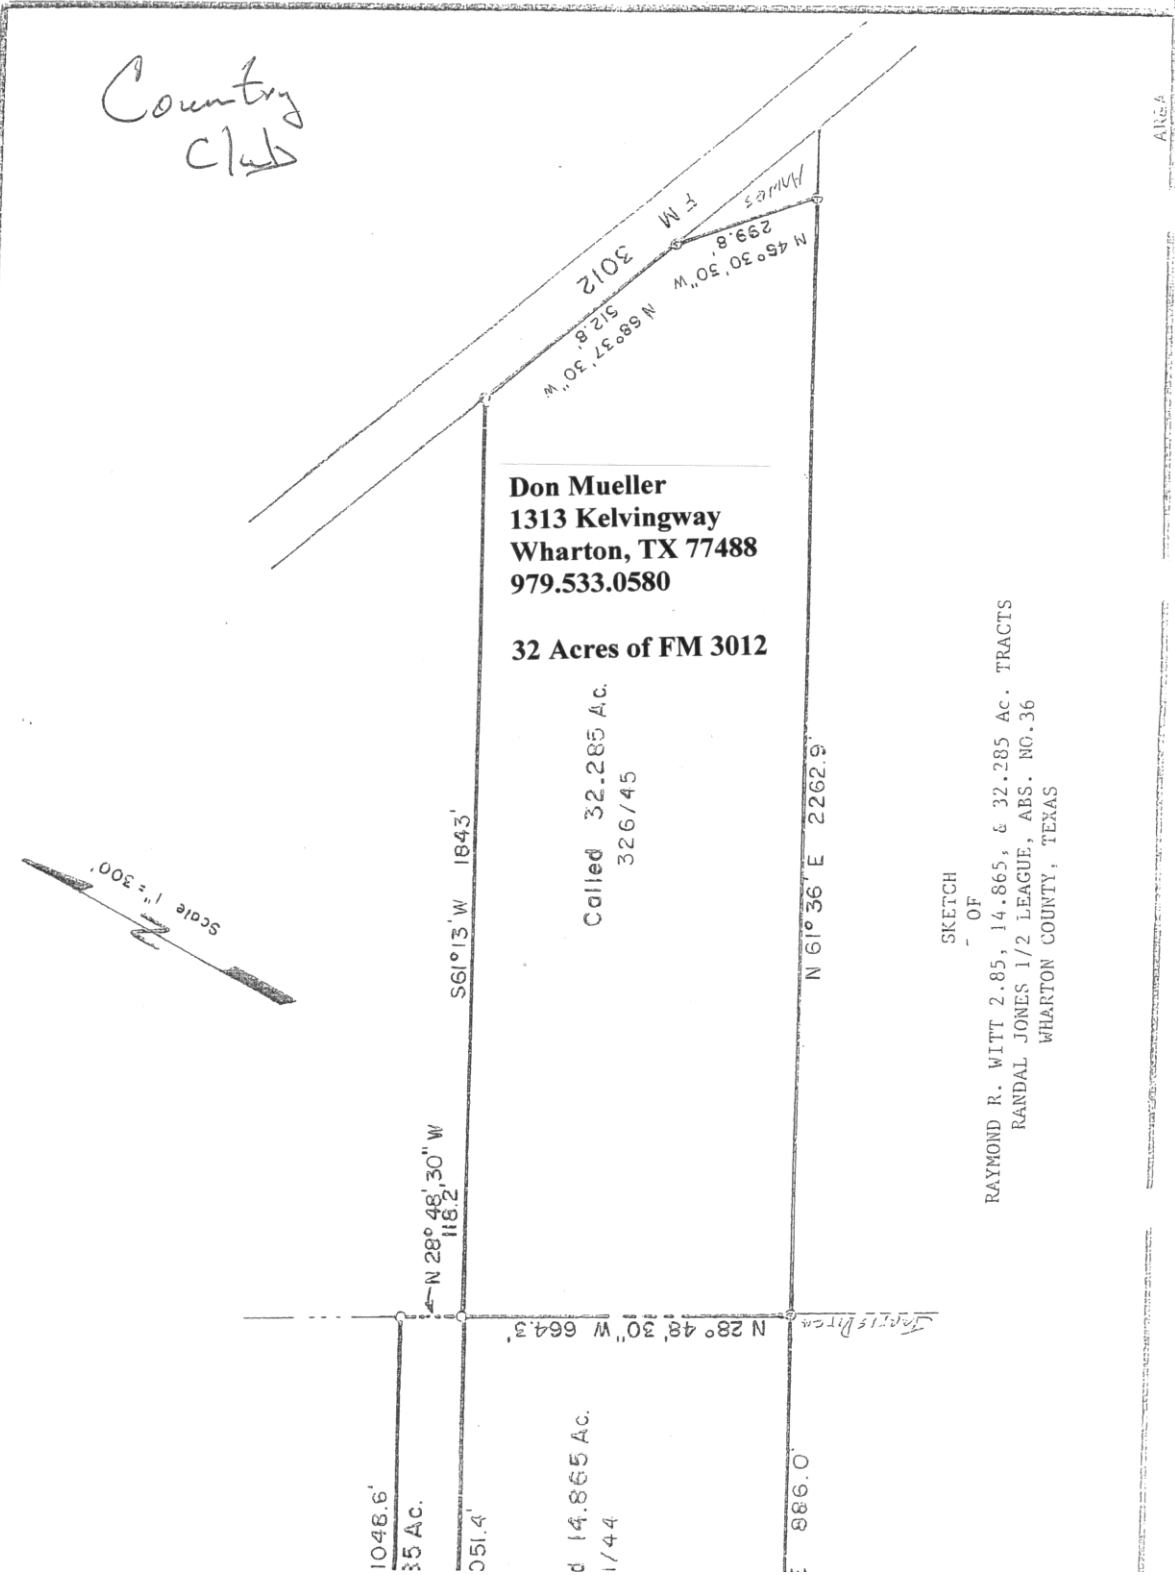 Country
Club
FM 3012
N 45° 30' 30" W
299.8'
N 68° 37' 30" W
512.8'
Don Mueller
1313 Kelvingway
Wharton, TX 77488
979.533.0580
32 Acres of FM 3012
Called 32.285 Ac.
326/45
S61° 13' W 1843'
N 61° 36' E 2262.9'
Scale 1" = 300'
N
N 28° 48' 30" W
118.2
N 28° 48' 30" W 664.3'
SKETCH
- OF
RAYMOND R. WITT 2.85, 14.865, & 32.285 Ac. TRACTS
RANDAL JONES 1/2 LEAGUE, ABS. NO.36
WHARTON COUNTY, TEXAS
1048.6'
35 Ac.
051.4'
d 14.865 Ac.
1/44
886.0'
E